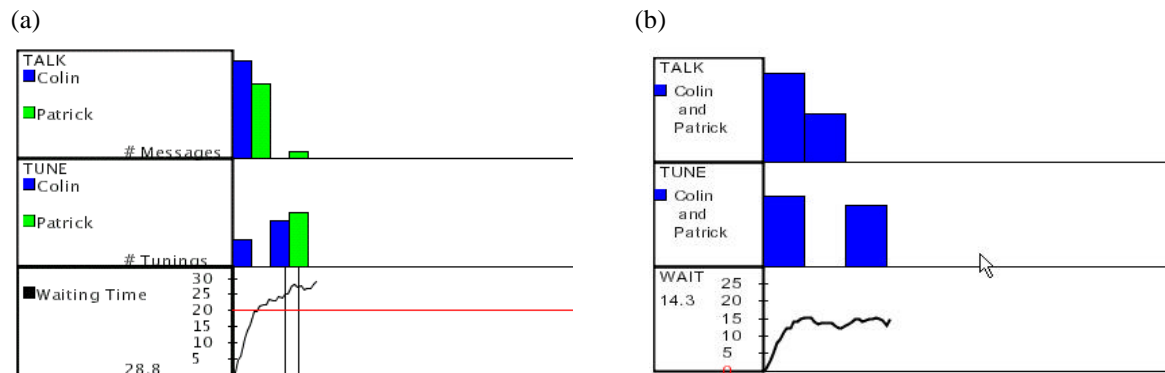 (a)
TALK
Colin
Patrick
# Messages
TUNE
Colin
Patrick
# Tunings
Waiting Time
30
25
20
15
10
5
28.8
(b)
TALK
Colin
and
Patrick
TUNE
Colin
and
Patrick
WAIT
14.3
25
20
15
10
5
0